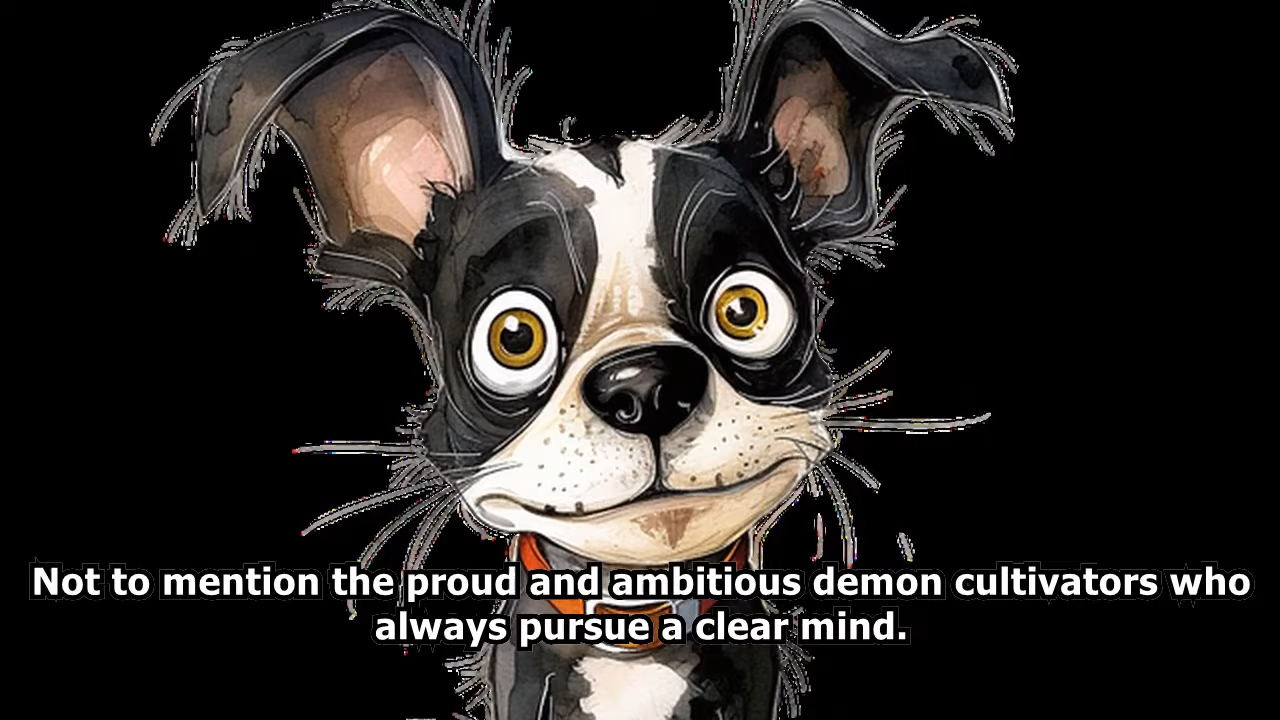 Not to mention the proud and ambitious demon cultivators who
always pursue a clear mind.